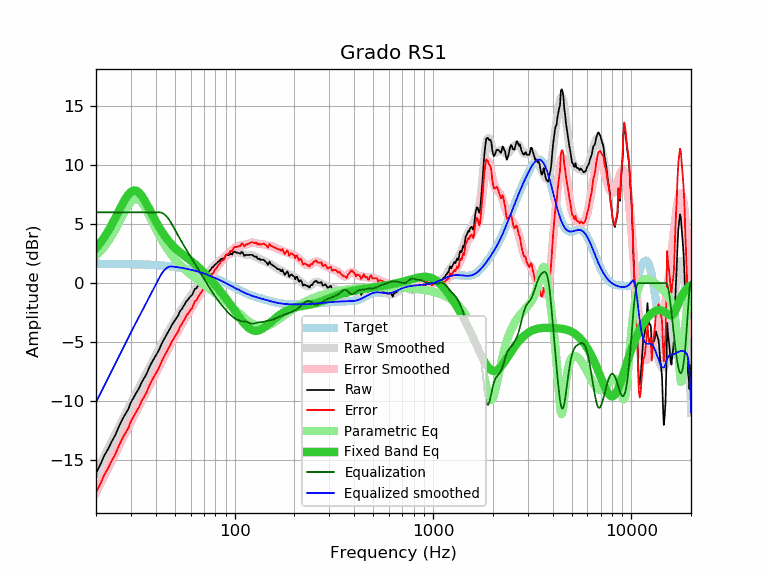 Grado RS1
Amplitude (dBr)
15
10
5
0
−5
−10
−15
100
1000
10000
Frequency (Hz)
Target
Raw Smoothed
Error Smoothed
Raw
Error
Parametric Eq
Fixed Band Eq
Equalization
Equalized smoothed